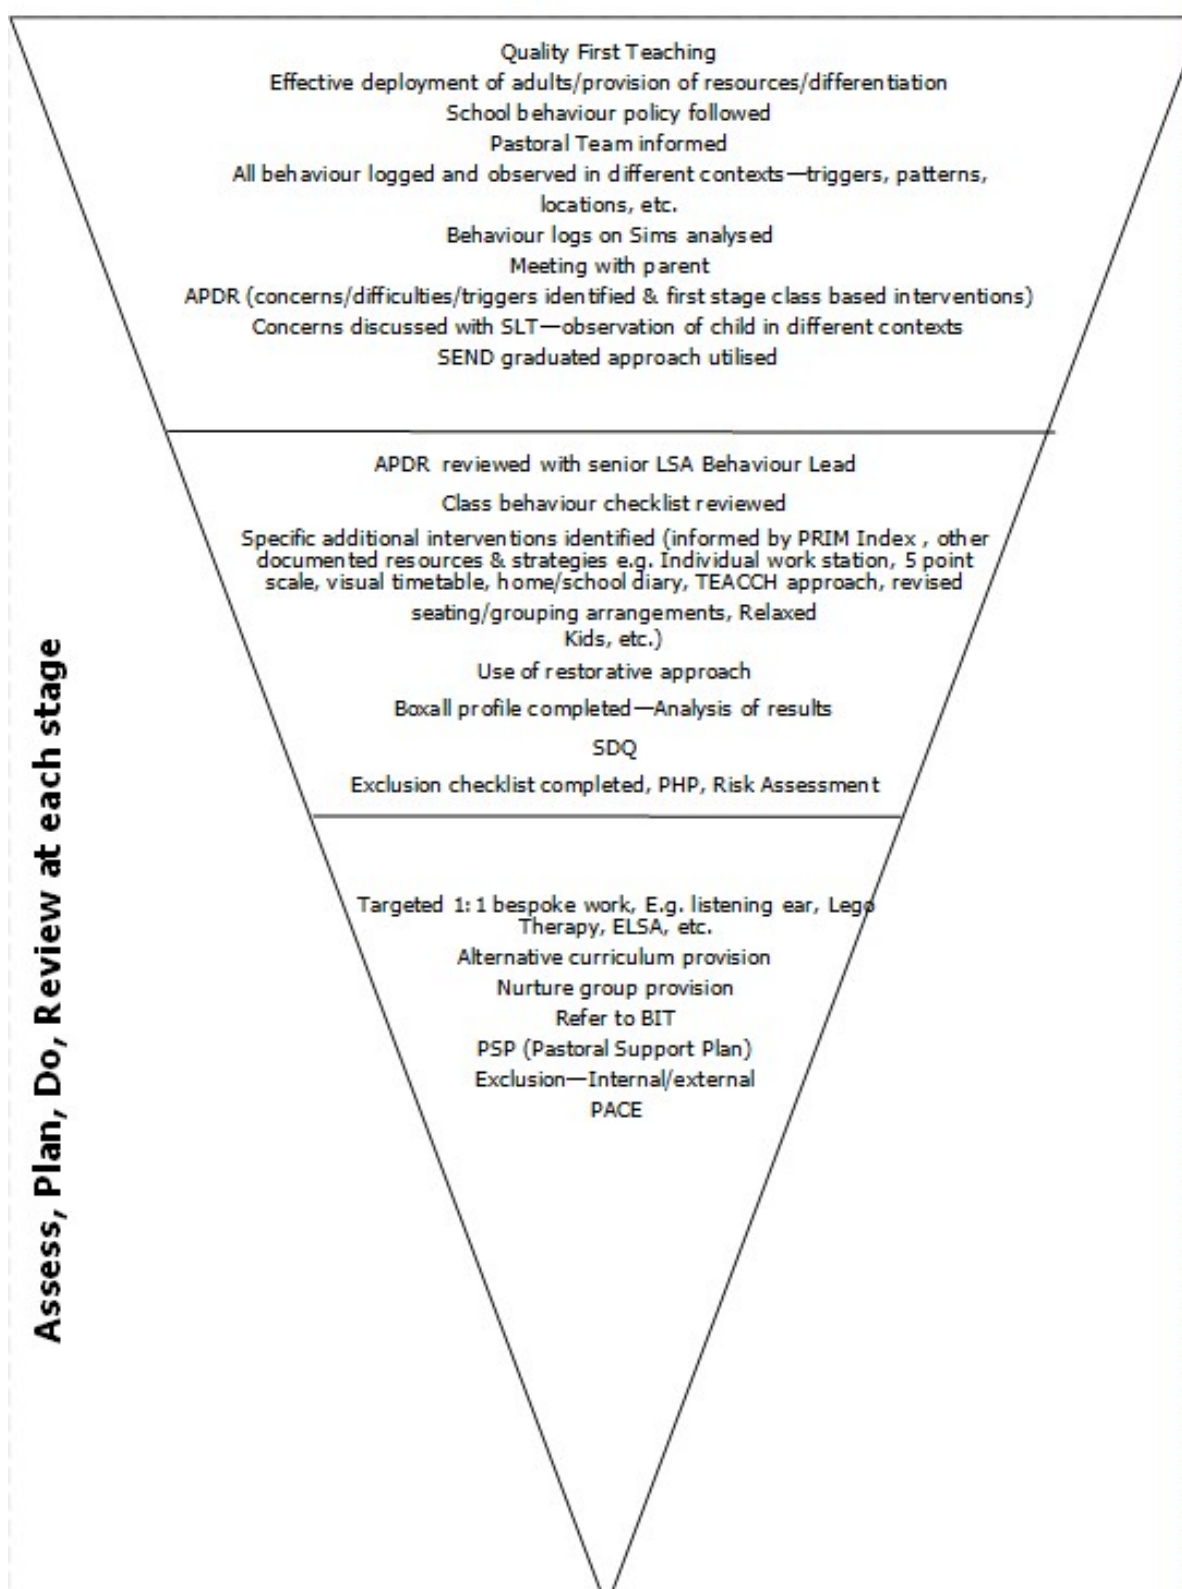 Quality First Teaching
Effective deployment of adults/provision of resources/differentiation
School behaviour policy followed
Pastoral Team informed
All behaviour logged and observed in different contexts—triggers, patterns,
locations, etc.
Behaviour logs on Sims analysed
Meeting with parent
APDR (concerns/difficulties/triggers identified & first stage class based interventions)
Concerns discussed with SLT—observation of child in different contexts
SEND graduated approach utilised
APDR reviewed with senior LSA Behaviour Lead
Class behaviour checklist reviewed
Specific additional interventions identified (informed by PRIM Index , other
documented resources & strategies e.g. Individual work station, 5 point
scale, visual timetable, home/school diary, TEACCH approach, revised
seating/grouping arrangements, Relaxed
Kids, etc.)
Use of restorative approach
Boxall profile completed—Analysis of results
SDQ
Exclusion checklist completed, PHP, Risk Assessment
Targeted 1:1 bespoke work, E.g. listening ear, Lego
Therapy, ELSA, etc.
Alternative curriculum provision
Nurture group provision
Refer to BIT
PSP (Pastoral Support Plan)
Exclusion—Internal/external
PACE
Assess, Plan, Do, Review at each stage